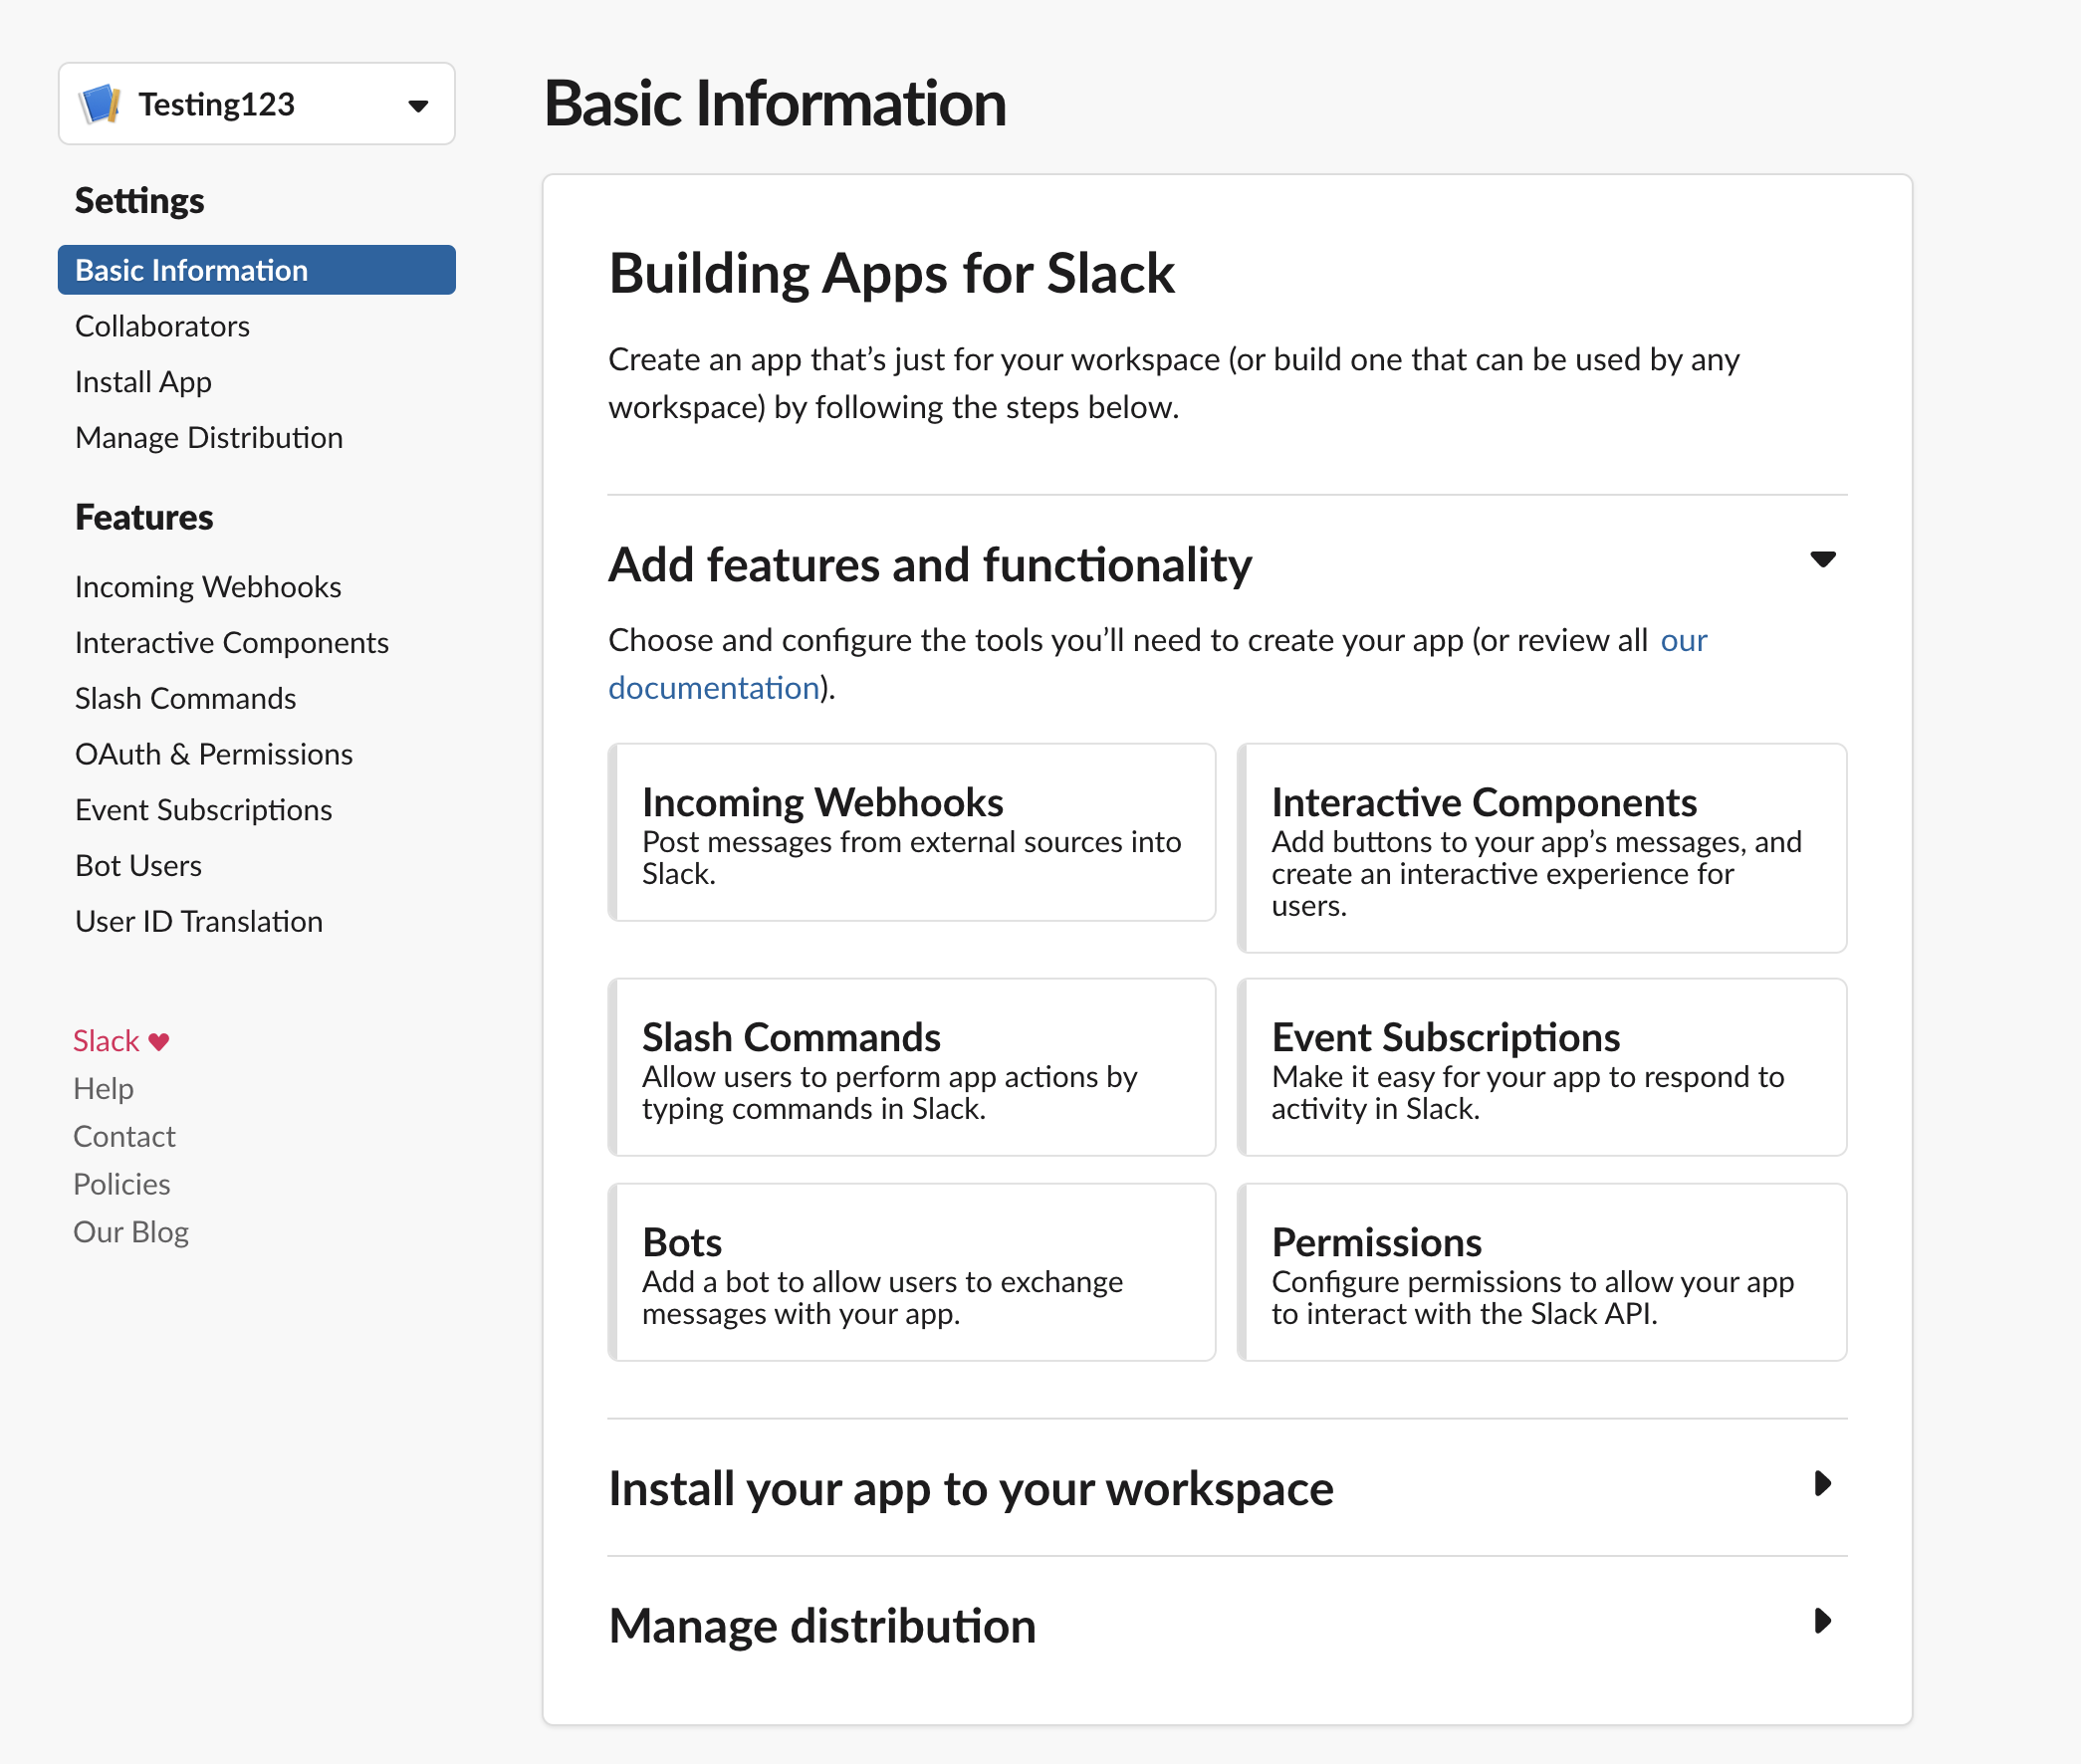 Testing123
Settings
Basic Information
Collaborators
Install App
Manage Distribution
Features
Incoming Webhooks
Interactive Components
Slash Commands
OAuth & Permissions
Event Subscriptions
Bot Users
User ID Translation
Slack ♥
Help
Contact
Policies
Our Blog
Basic Information
Building Apps for Slack
Create an app that’s just for your workspace (or build one that can be used by any
workspace) by following the steps below.
Add features and functionality
Choose and configure the tools you’ll need to create your app (or review all our
documentation).
Incoming Webhooks
Post messages from external sources into
Slack.
Interactive Components
Add buttons to your app’s messages, and
create an interactive experience for
users.
Slash Commands
Allow users to perform app actions by
typing commands in Slack.
Event Subscriptions
Make it easy for your app to respond to
activity in Slack.
Bots
Add a bot to allow users to exchange
messages with your app.
Permissions
Configure permissions to allow your app
to interact with the Slack API.
Install your app to your workspace
Manage distribution